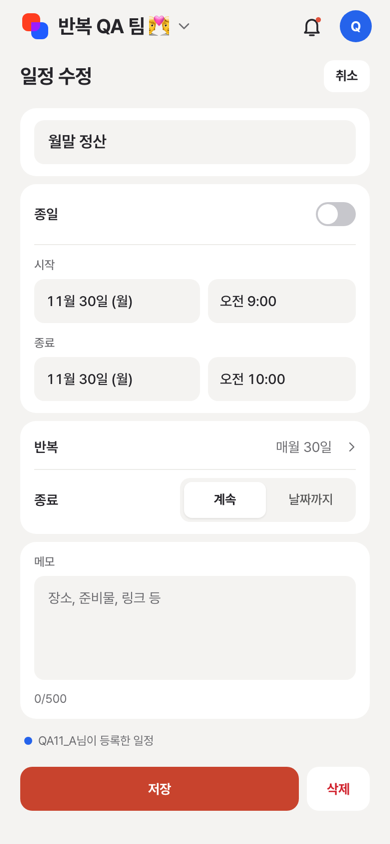 반복 QA 팀
Q
일정 수정
취소
월말 정산
종일
시작
11월 30일 (월)
오전 9:00
종료
11월 30일 (월)
오전 10:00
반복
매월 30일
종료
계속
날짜까지
메모
장소, 준비물, 링크 등
0/500
QA11_A님이 등록한 일정
저장
삭제